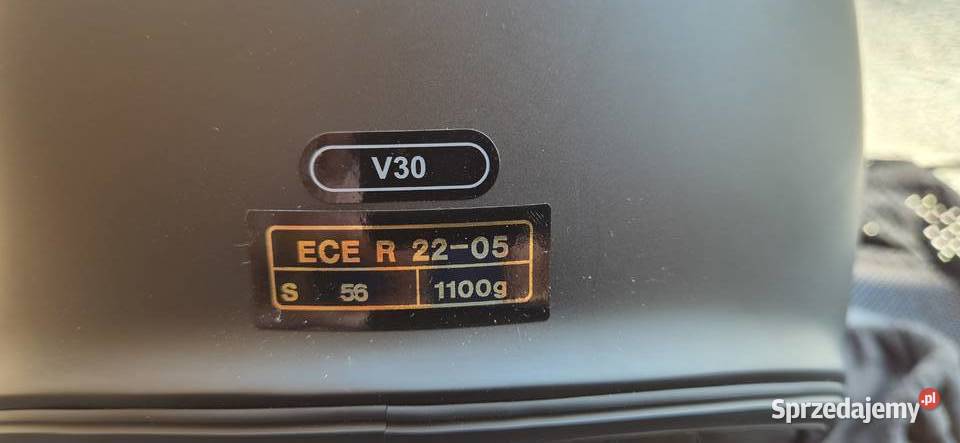 V30
ECE R 22-05
S 56 1100g
Sprzedajemy.pl